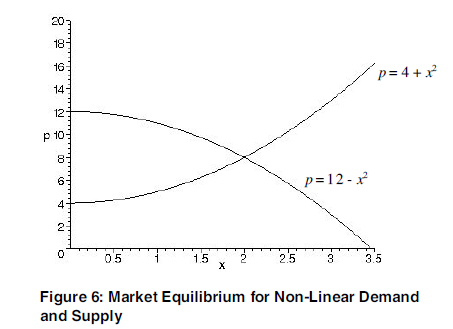 20
18
16
p = 4 + x²
14
12
p 10
8
6
p = 12 - x²
4
2
0
0.5 1 1.5 2 2.5 3 3.5
x
Figure 6: Market Equilibrium for Non-Linear Demand
and Supply